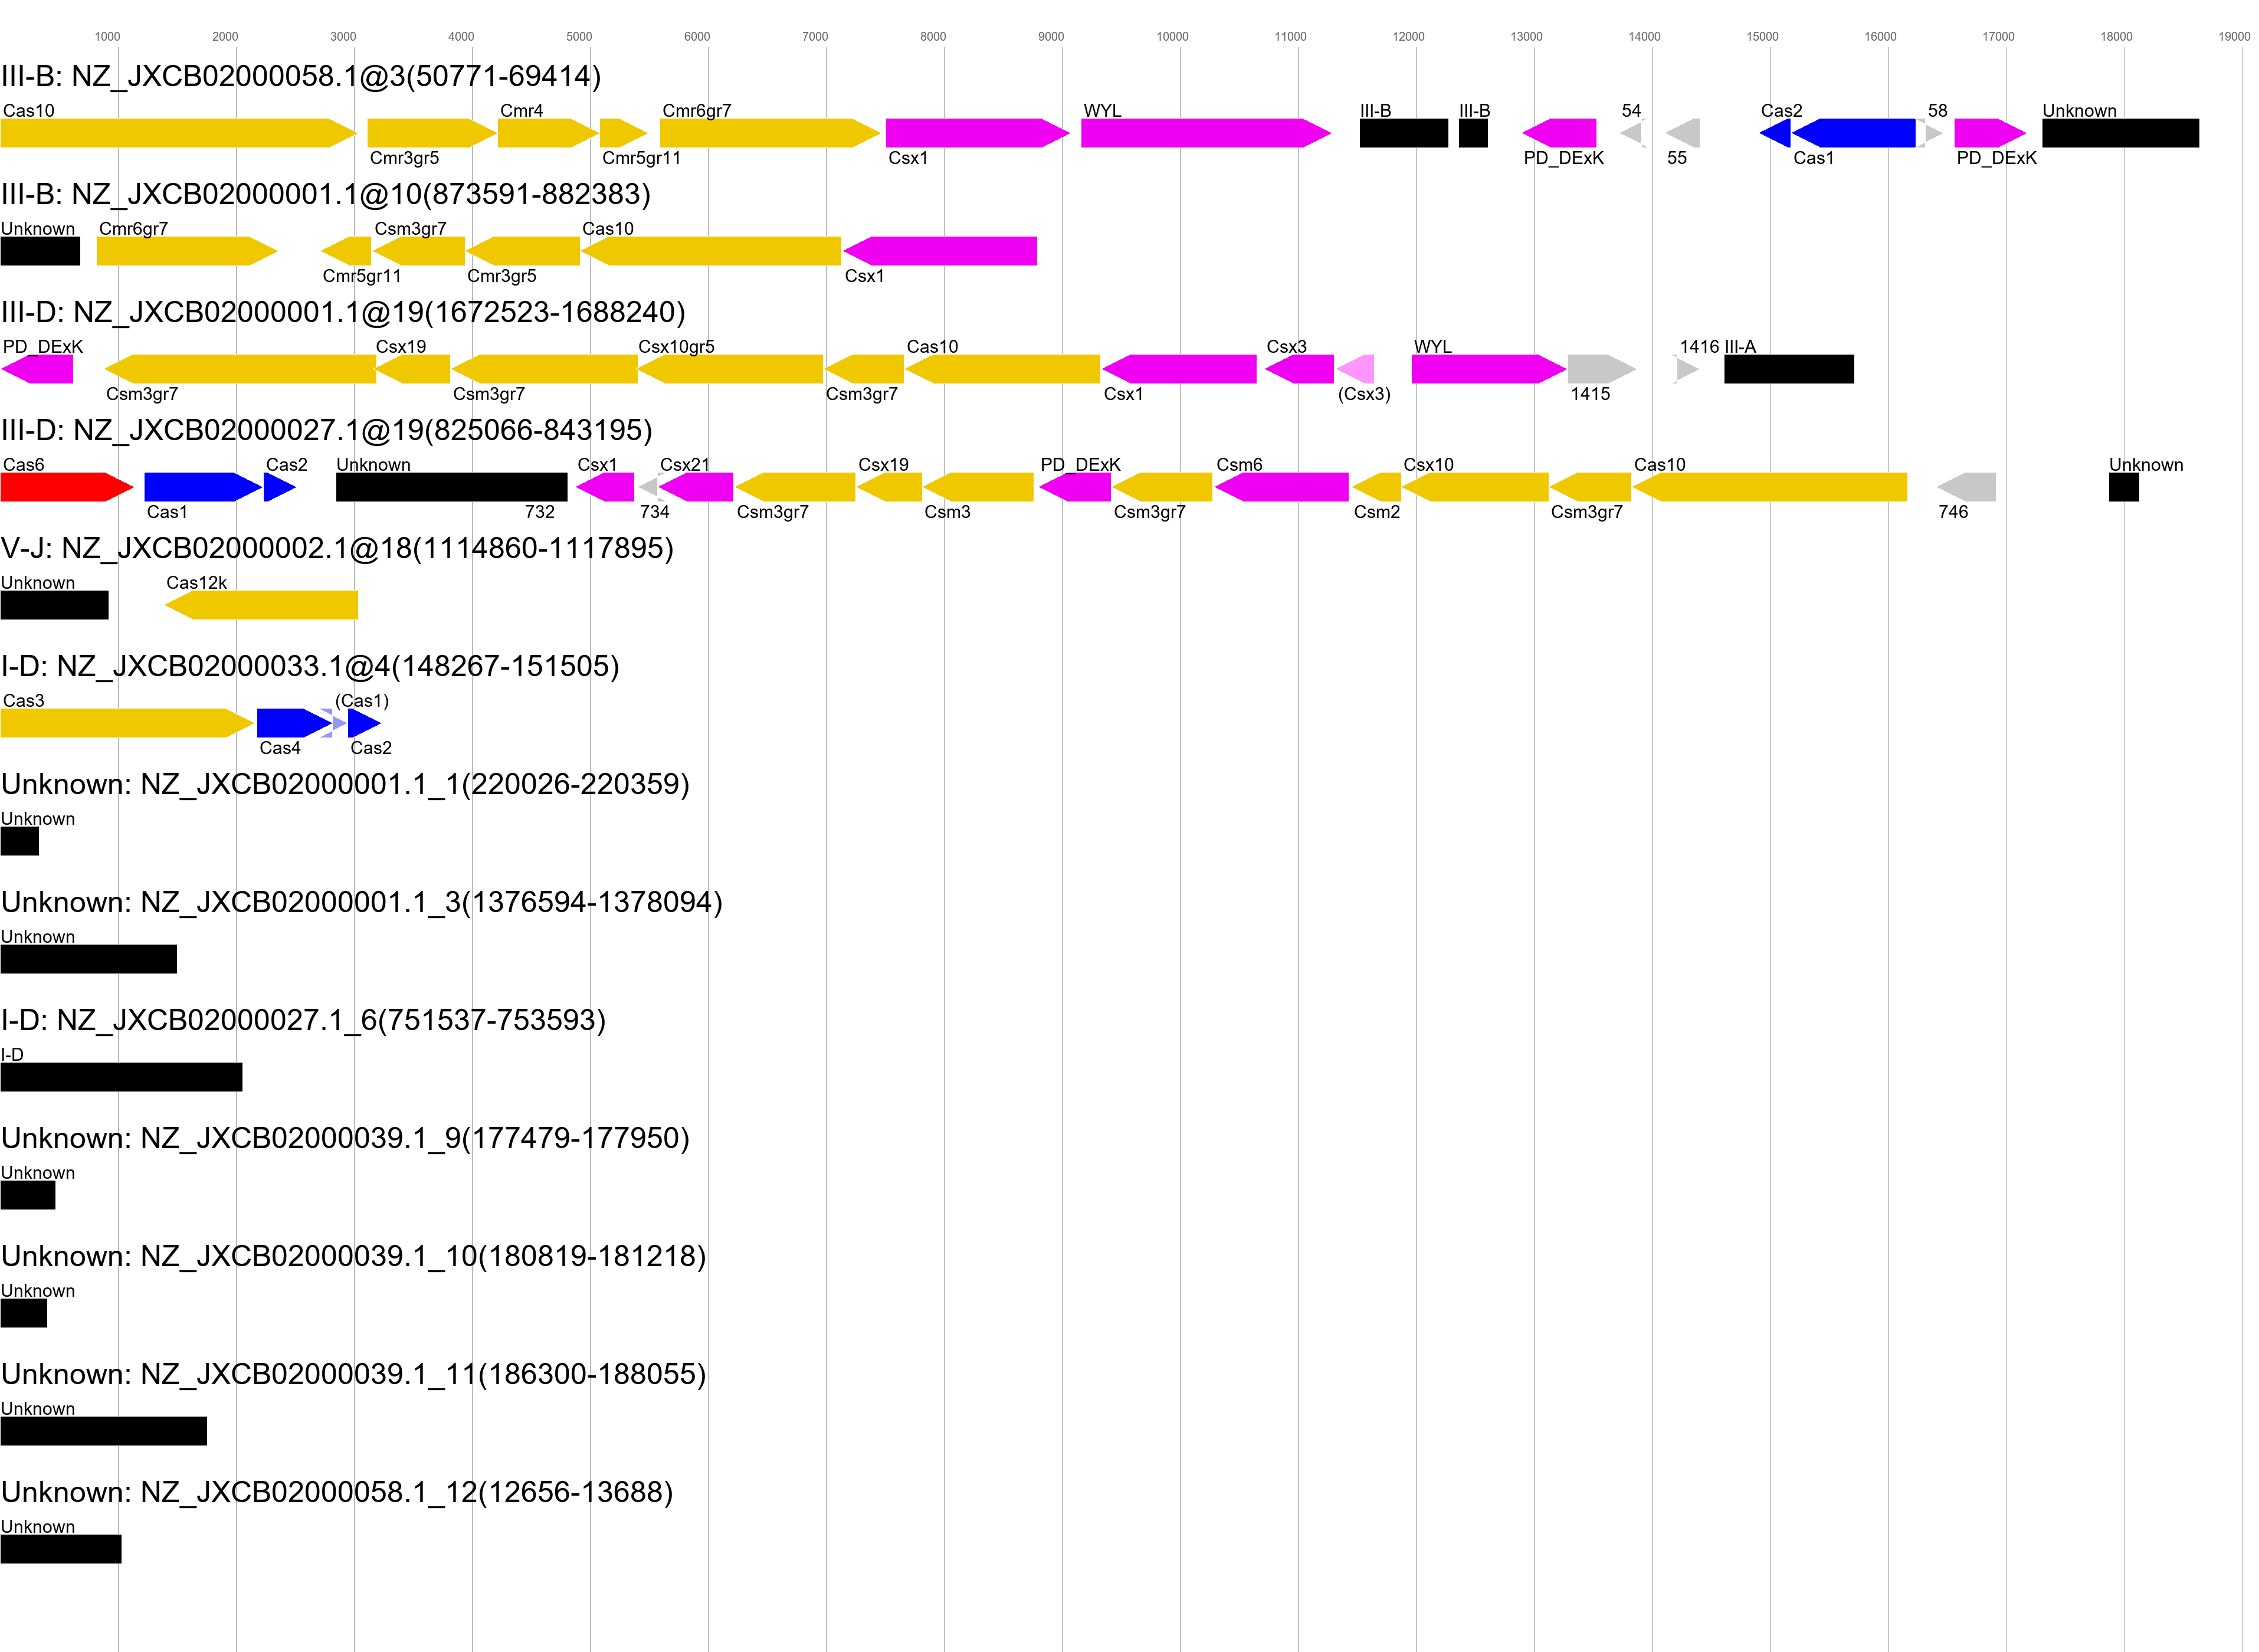 1000 2000 3000 4000 5000 6000 7000 8000 9000 10000 11000 12000 13000 14000 15000 16000 17000 18000 19000
III-B: NZ_JXCB02000058.1@3(50771-69414)
Cas10 Cmr4 Cmr6gr7 WYL III-B III-B 54 Cas2 58 Unknown
Cmr3gr5 Cmr5gr11 Csx1 PD_DExK 55 Cas1 PD_DExK
III-B: NZ_JXCB02000001.1@10(873591-882383)
Unknown Cmr6gr7 Csm3gr7 Cas10
Cmr5gr11 Cmr3gr5 Csx1
III-D: NZ_JXCB02000001.1@19(1672523-1688240)
PD_DExK Csx19 Csx10gr5 Cas10 Csx3 WYL 1416 III-A
Csm3gr7 Csm3gr7 Csm3gr7 Csx1 (Csx3) 1415
III-D: NZ_JXCB02000027.1@19(825066-843195)
Cas6 Cas2 Unknown Csx1 Csx21 Csx19 PD_DExK Csm6 Csx10 Cas10 Unknown
Cas1 732 734 Csm3gr7 Csm3 Csm3gr7 Csm2 Csm3gr7 746
V-J: NZ_JXCB02000002.1@18(1114860-1117895)
Unknown Cas12k
I-D: NZ_JXCB02000033.1@4(148267-151505)
Cas3 (Cas1)
Cas4 Cas2
Unknown: NZ_JXCB02000001.1_1(220026-220359)
Unknown
Unknown: NZ_JXCB02000001.1_3(1376594-1378094)
Unknown
I-D: NZ_JXCB02000027.1_6(751537-753593)
I-D
Unknown: NZ_JXCB02000039.1_9(177479-177950)
Unknown
Unknown: NZ_JXCB02000039.1_10(180819-181218)
Unknown
Unknown: NZ_JXCB02000039.1_11(186300-188055)
Unknown
Unknown: NZ_JXCB02000058.1_12(12656-13688)
Unknown